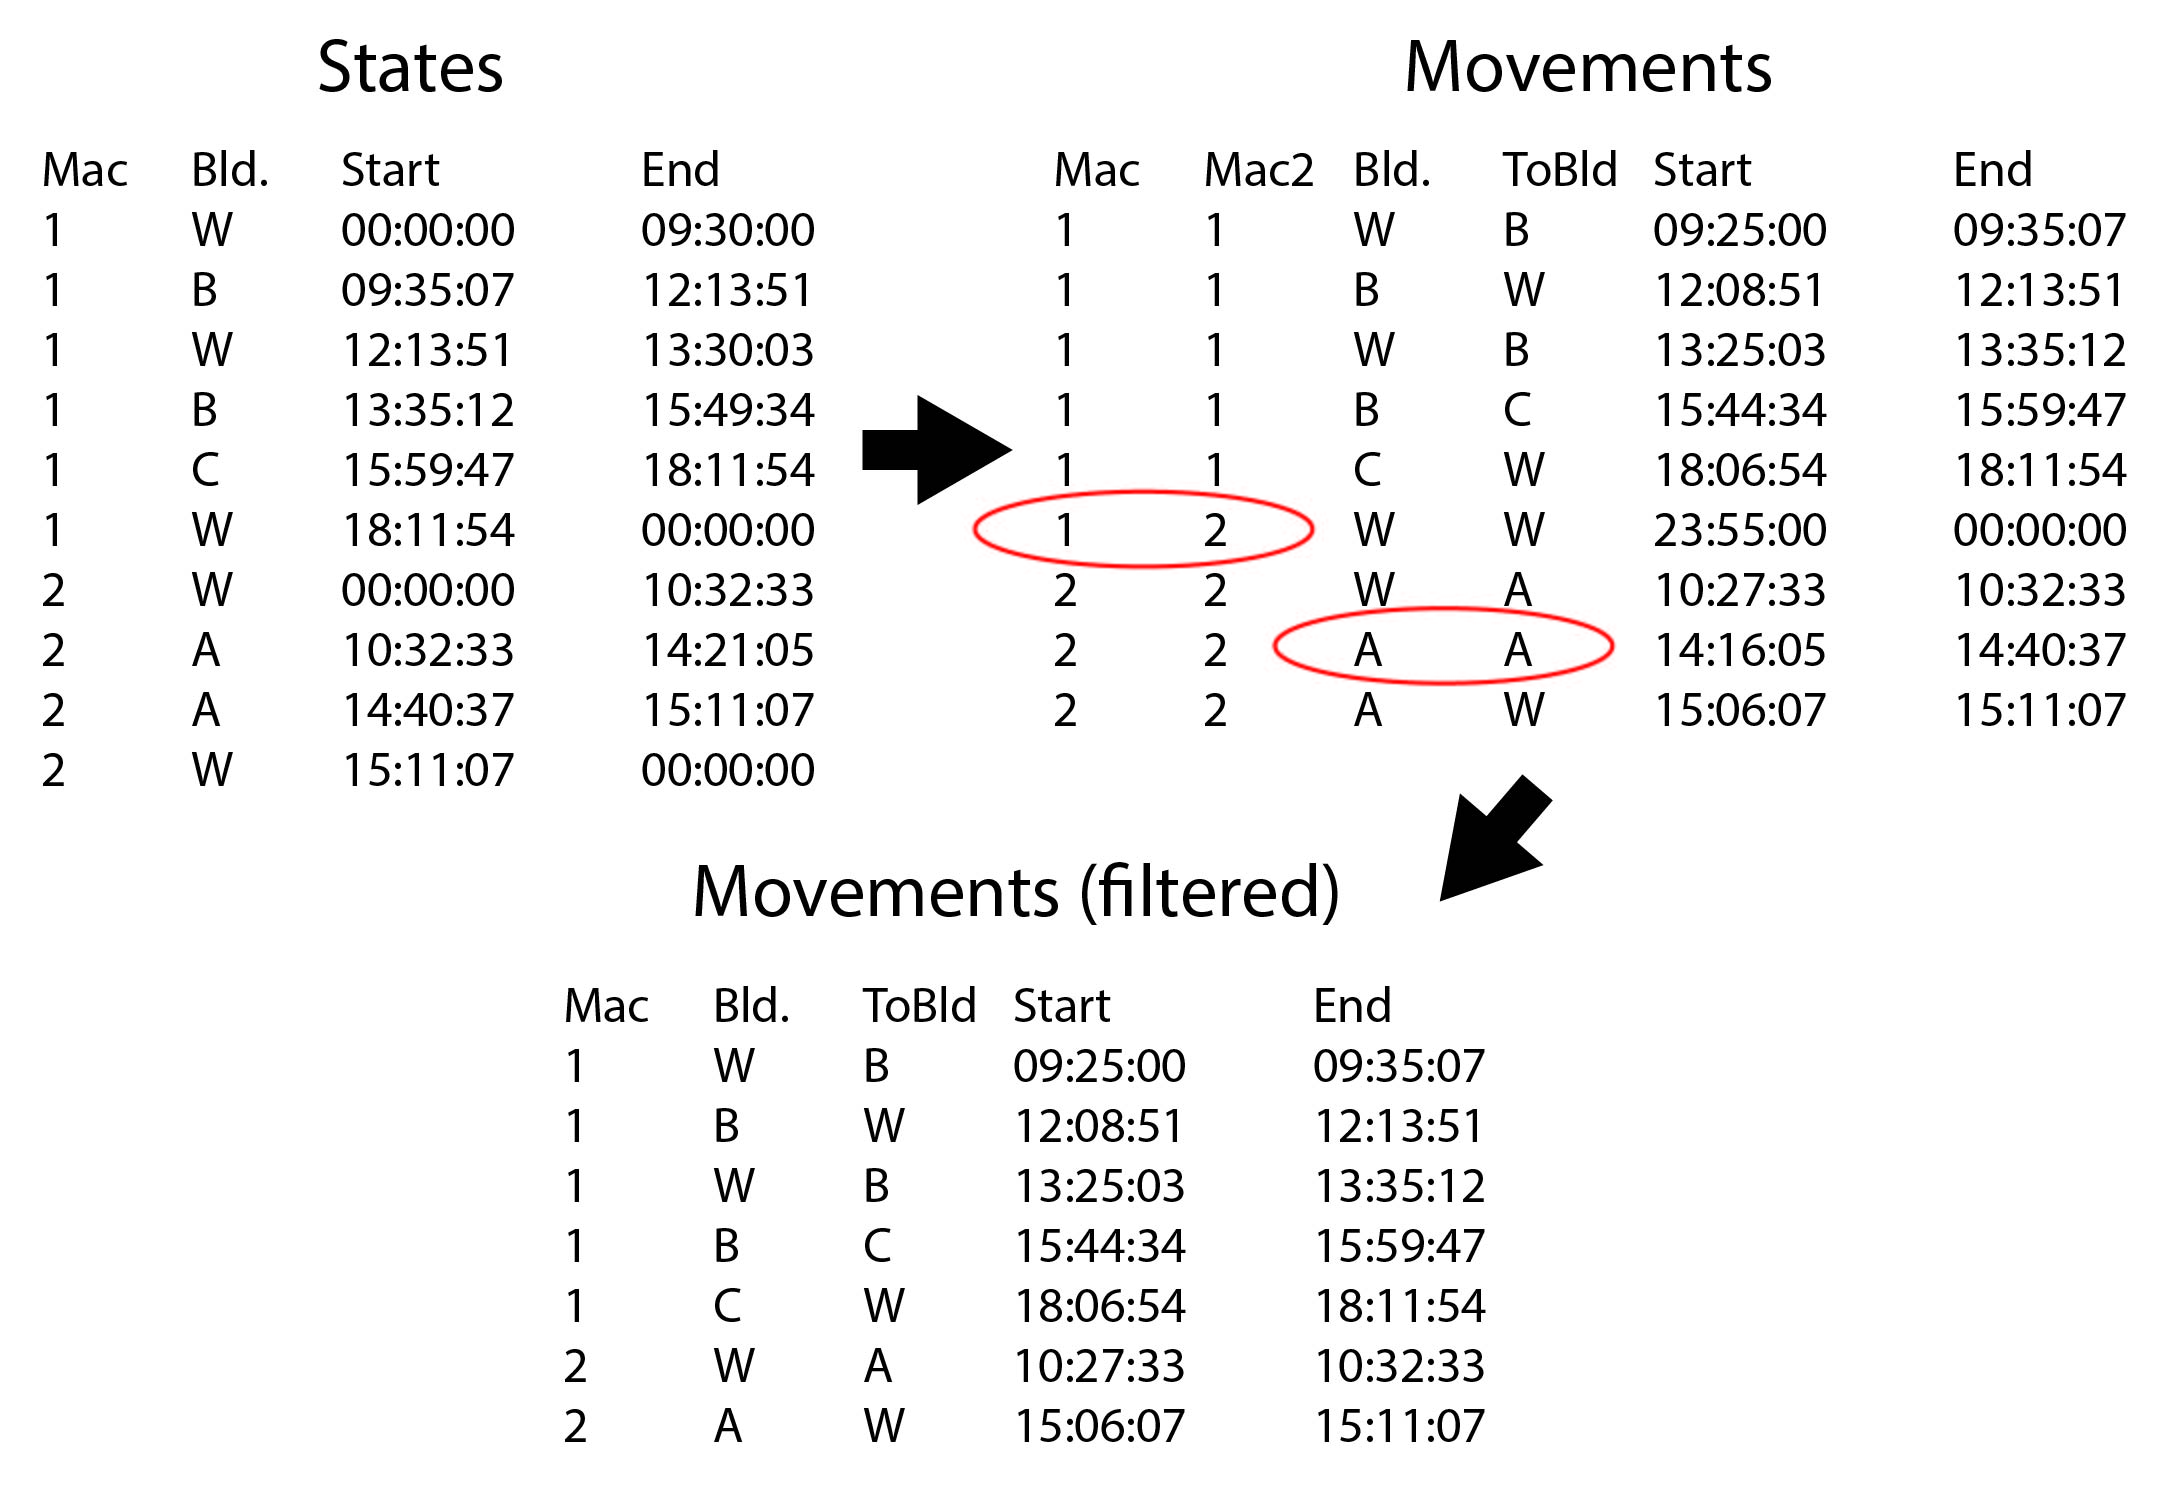 States
Mac Bld. Start End
1 W 00:00:00 09:30:00
1 B 09:35:07 12:13:51
1 W 12:13:51 13:30:03
1 B 13:35:12 15:49:34
1 C 15:59:47 18:11:54
1 W 18:11:54 00:00:00
2 W 00:00:00 10:32:33
2 A 10:32:33 14:21:05
2 A 14:40:37 15:11:07
2 W 15:11:07 00:00:00
Movements
Mac Mac2 Bld. ToBld Start End
1 1 W B 09:25:00 09:35:07
1 1 B W 12:08:51 12:13:51
1 1 W B 13:25:03 13:35:12
1 1 B C 15:44:34 15:59:47
1 1 C W 18:06:54 18:11:54
1 2 W W 23:55:00 00:00:00
2 2 W A 10:27:33 10:32:33
2 2 A A 14:16:05 14:40:37
2 2 A W 15:06:07 15:11:07
Movements (filtered)
Mac Bld. ToBld Start End
1 W B 09:25:00 09:35:07
1 B W 12:08:51 12:13:51
1 W B 13:25:03 13:35:12
1 B C 15:44:34 15:59:47
1 C W 18:06:54 18:11:54
2 W A 10:27:33 10:32:33
2 A W 15:06:07 15:11:07